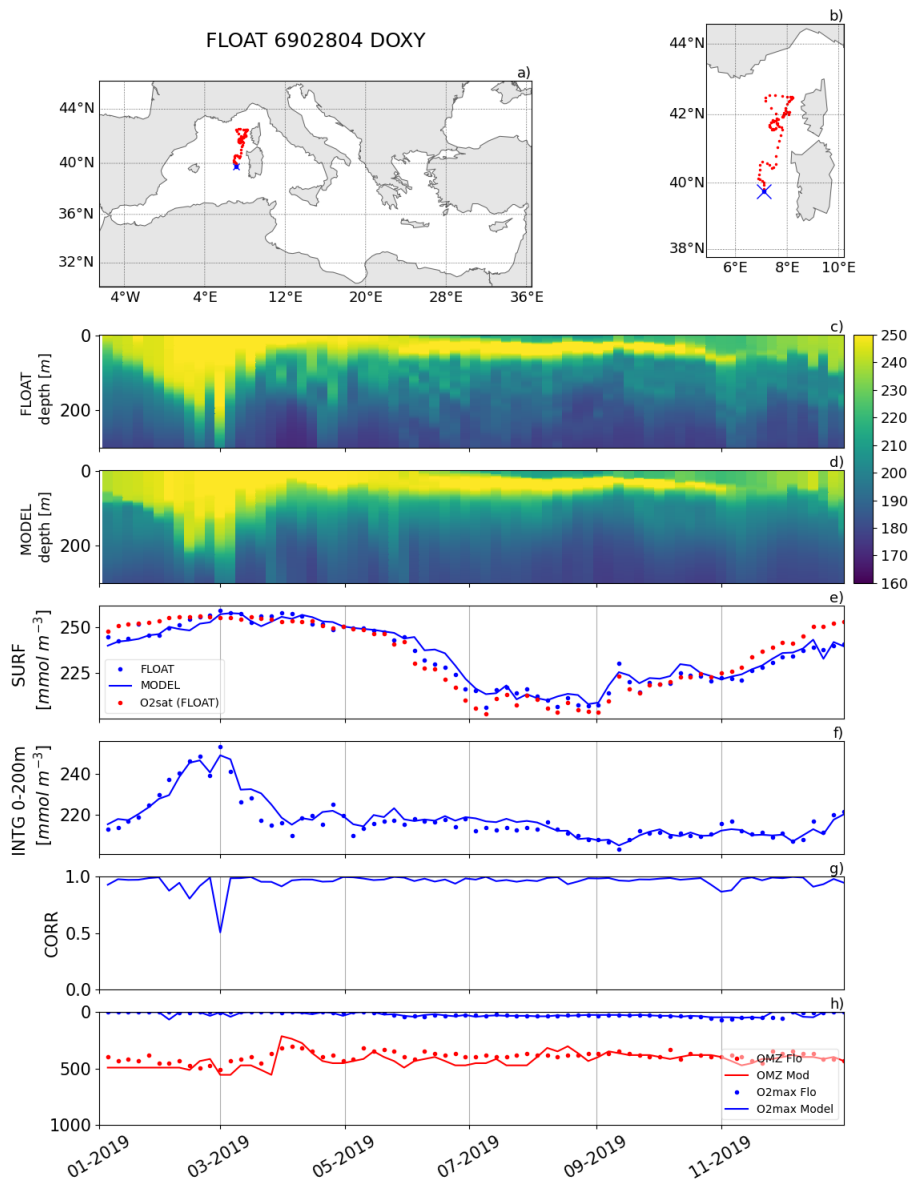 FLOAT 6902804 DOXY
a)
44°N
40°N
36°N
32°N
4°W 4°E 12°E 20°E 28°E 36°E
b)
44°N
42°N
40°N
38°N
6°E 8°E 10°E
c)
FLOAT
depth [m]
0
200
250
240
230
220
210
200
190
180
170
160
d)
MODEL
depth [m]
0
200
e)
SURF
[mmol m⁻³]
250
225
FLOAT
MODEL
O2sat (FLOAT)
f)
INTG 0-200m
[mmol m⁻³]
240
220
g)
CORR
1.0
0.5
0.0
h)
0
500
1000
OMZ Flo
OMZ Mod
O2max Flo
O2max Model
01-2019 03-2019 05-2019 07-2019 09-2019 11-2019